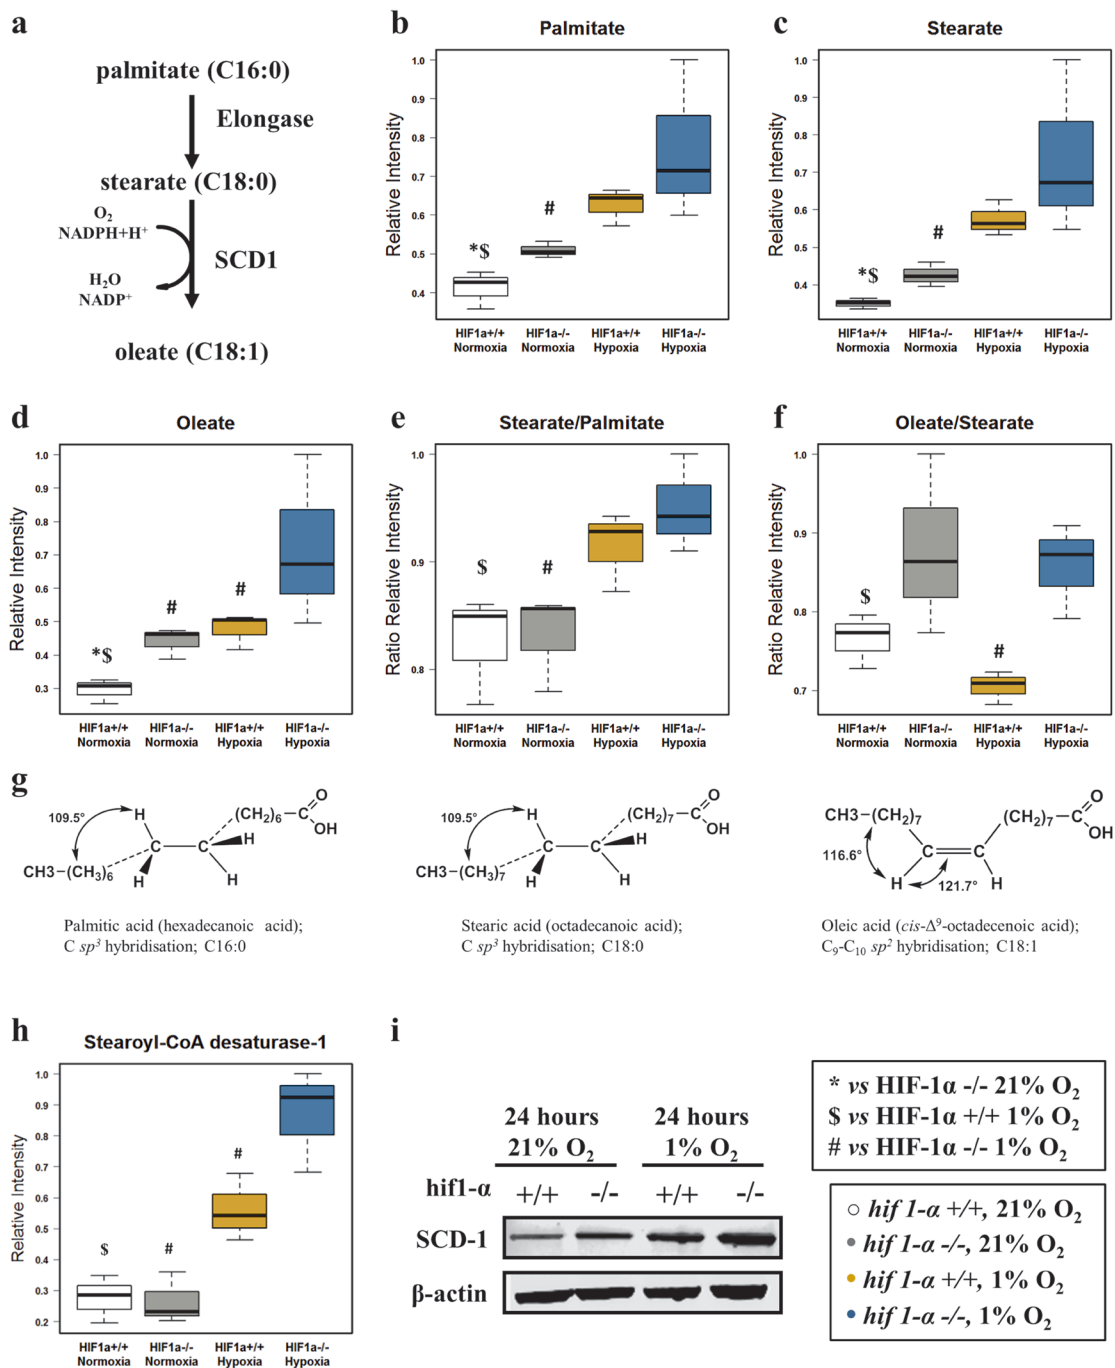 a
palmitate (C16:0)
Elongase
stearate (C18:0)
O2
NADPH+H+
SCD1
H2O
NADP+
oleate (C18:1)
b
Palmitate
Relative Intensity
1.0
0.9
0.8
0.7
0.6
0.5
0.4
*$
#
HIF1a+/+ HIF1a-/- HIF1a+/+ HIF1a-/-
Normoxia Normoxia Hypoxia Hypoxia
c
Stearate
Relative Intensity
1.0
0.9
0.8
0.7
0.6
0.5
0.4
*$
#
HIF1a+/+ HIF1a-/- HIF1a+/+ HIF1a-/-
Normoxia Normoxia Hypoxia Hypoxia
d
Oleate
Relative Intensity
1.0
0.9
0.8
0.7
0.6
0.5
0.4
0.3
*$
#
#
HIF1a+/+ HIF1a-/- HIF1a+/+ HIF1a-/-
Normoxia Normoxia Hypoxia Hypoxia
e
Stearate/Palmitate
Ratio Relative Intensity
1.0
0.9
0.8
$
#
HIF1a+/+ HIF1a-/- HIF1a+/+ HIF1a-/-
Normoxia Normoxia Hypoxia Hypoxia
f
Oleate/Stearate
Ratio Relative Intensity
1.0
0.9
0.8
0.7
$
#
HIF1a+/+ HIF1a-/- HIF1a+/+ HIF1a-/-
Normoxia Normoxia Hypoxia Hypoxia
g
109.5°
H
(CH2)6–C
O
OH
C
C
H
CH3–(CH3)6
H
H
Palmitic acid (hexadecanoic acid);
C sp3 hybridisation; C16:0
109.5°
H
(CH2)7–C
O
OH
C
C
H
CH3–(CH3)7
H
H
Stearic acid (octadecanoic acid);
C sp3 hybridisation; C18:0
CH3–(CH2)7
(CH2)7–C
O
OH
116.6°
C
C
H
H
121.7°
Oleic acid (cis-Δ9-octadecenoic acid);
C9-C10 sp2 hybridisation; C18:1
h
Stearoyl-CoA desaturase-1
Relative Intensity
1.0
0.9
0.8
0.7
0.6
0.5
0.4
0.3
0.2
$
#
#
HIF1a+/+ HIF1a-/- HIF1a+/+ HIF1a-/-
Normoxia Normoxia Hypoxia Hypoxia
i
24 hours 24 hours
21% O2 1% O2
hif1-α +/+ -/- +/+ -/-
SCD-1
β-actin
* vs HIF-1α -/- 21% O2
$ vs HIF-1α +/+ 1% O2
# vs HIF-1α -/- 1% O2
hif 1-α +/+, 21% O2
hif 1-α -/-, 21% O2
hif 1-α +/+, 1% O2
hif 1-α -/-, 1% O2